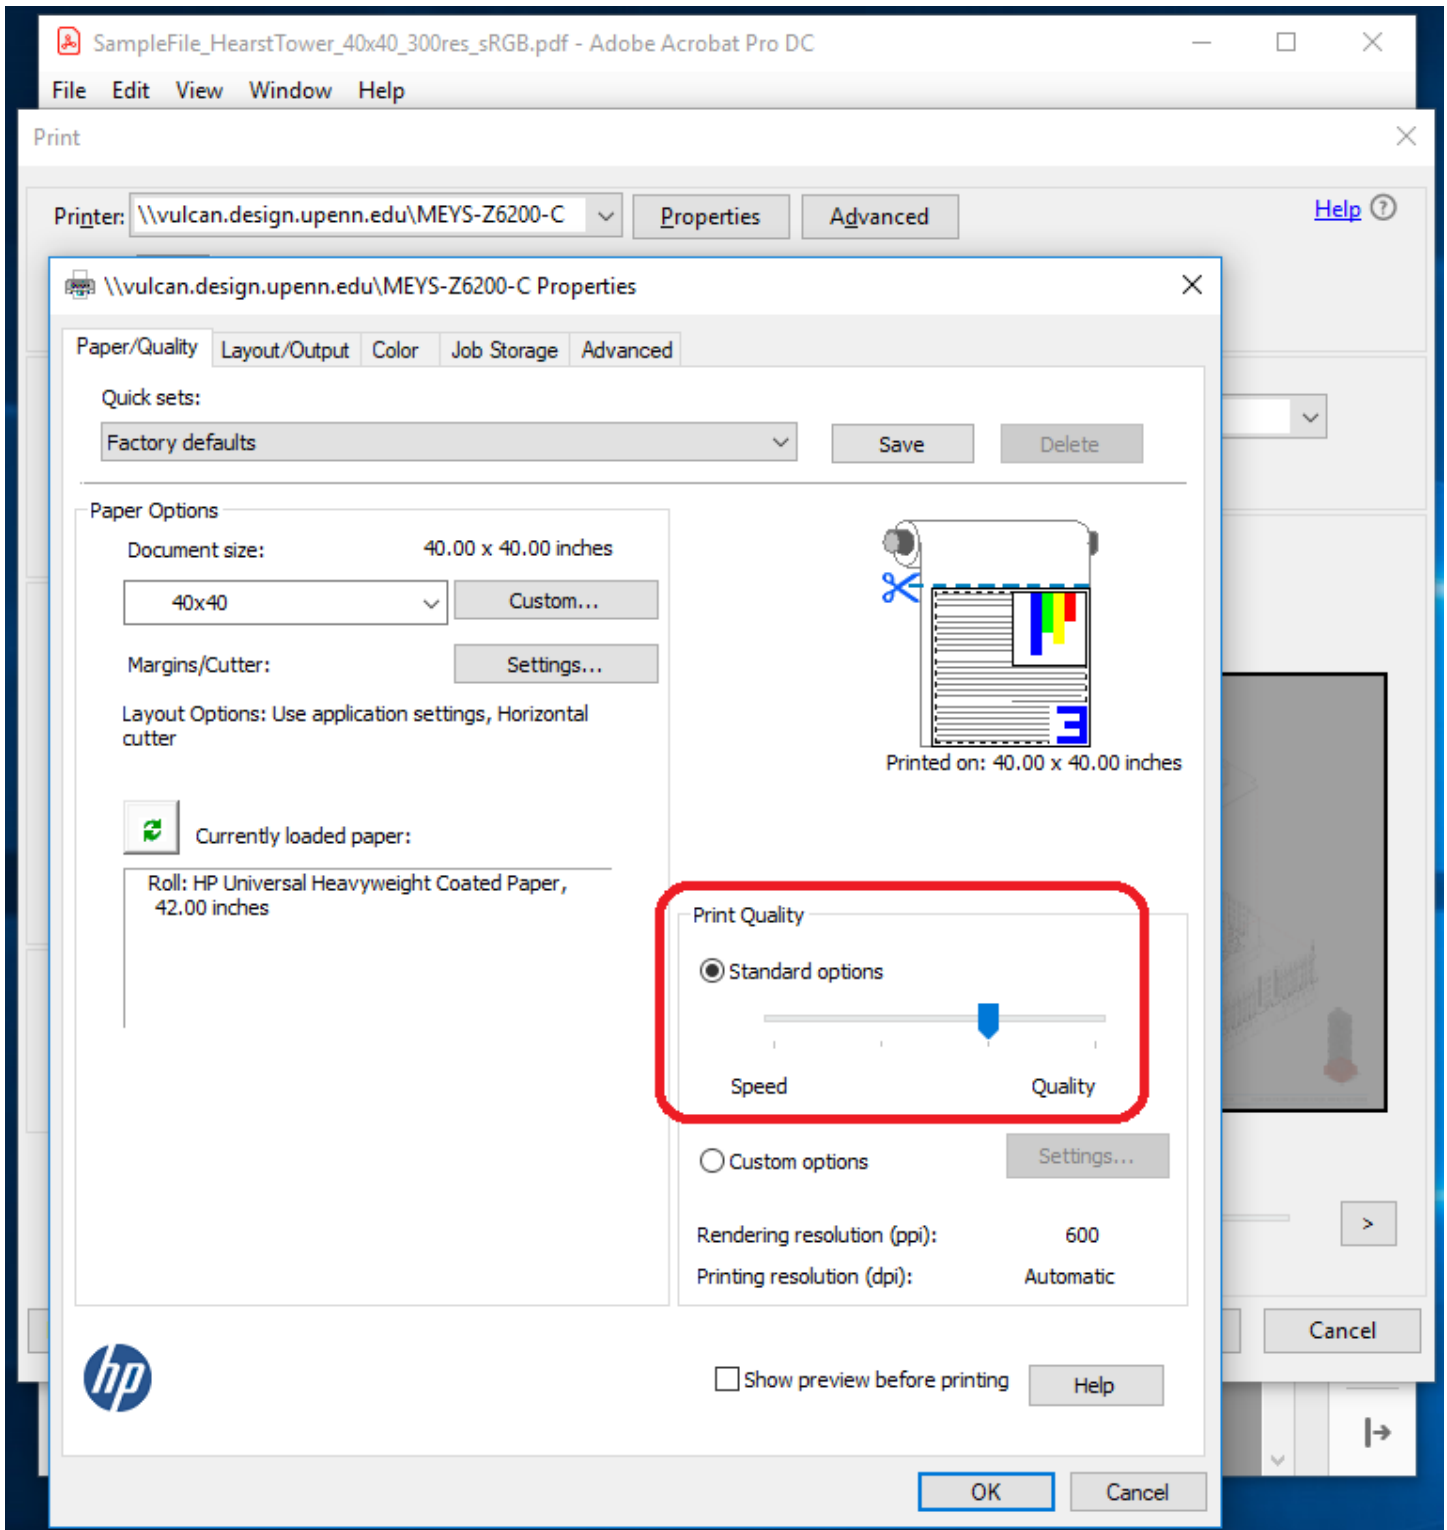 SampleFile_HearstTower_40x40_300res_sRGB.pdf - Adobe Acrobat Pro DC
File Edit View Window Help
Print
Printer: \\vulcan.design.upenn.edu\MEYS-Z6200-C Properties Advanced Help ?
\\vulcan.design.upenn.edu\MEYS-Z6200-C Properties
Paper/Quality Layout/Output Color Job Storage Advanced
Quick sets:
Factory defaults Save Delete
Paper Options
Document size: 40.00 x 40.00 inches
40x40 Custom...
Margins/Cutter: Settings...
Layout Options: Use application settings, Horizontal
cutter
Printed on: 40.00 x 40.00 inches
Currently loaded paper:
Roll: HP Universal Heavyweight Coated Paper,
42.00 inches
Print Quality
Standard options
Speed Quality
Custom options Settings...
Rendering resolution (ppi): 600
Printing resolution (dpi): Automatic
>
Cancel
hp
Show preview before printing Help
OK Cancel